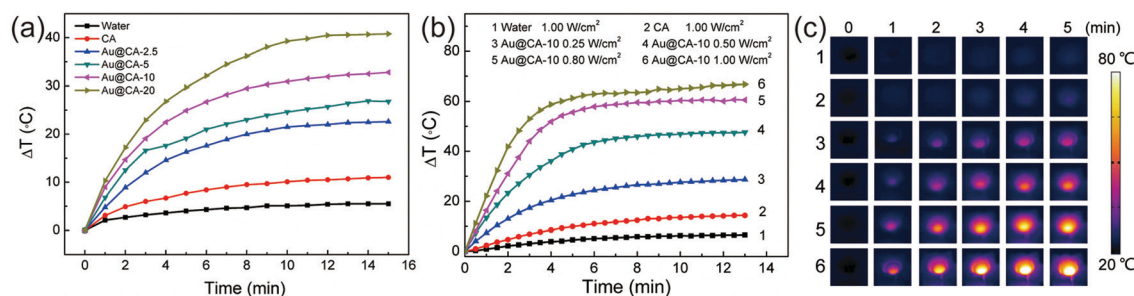 (a)
Water
CA
Au@CA-2.5
Au@CA-5
Au@CA-10
Au@CA-20
ΔT (°C)
40
30
20
10
0
0 2 4 6 8 10 12 14 16
Time (min)
(b)
1 Water 1.00 W/cm² 2 CA 1.00 W/cm²
3 Au@CA-10 0.25 W/cm² 4 Au@CA-10 0.50 W/cm²
5 Au@CA-10 0.80 W/cm² 6 Au@CA-10 1.00 W/cm²
ΔT (°C)
80
60
40
20
0
6
5
4
3
2
1
0 2 4 6 8 10 12 14
Time (min)
(c)
0 1 2 3 4 5 (min)
1
2
3
4
5
6
80 ℃
20 ℃